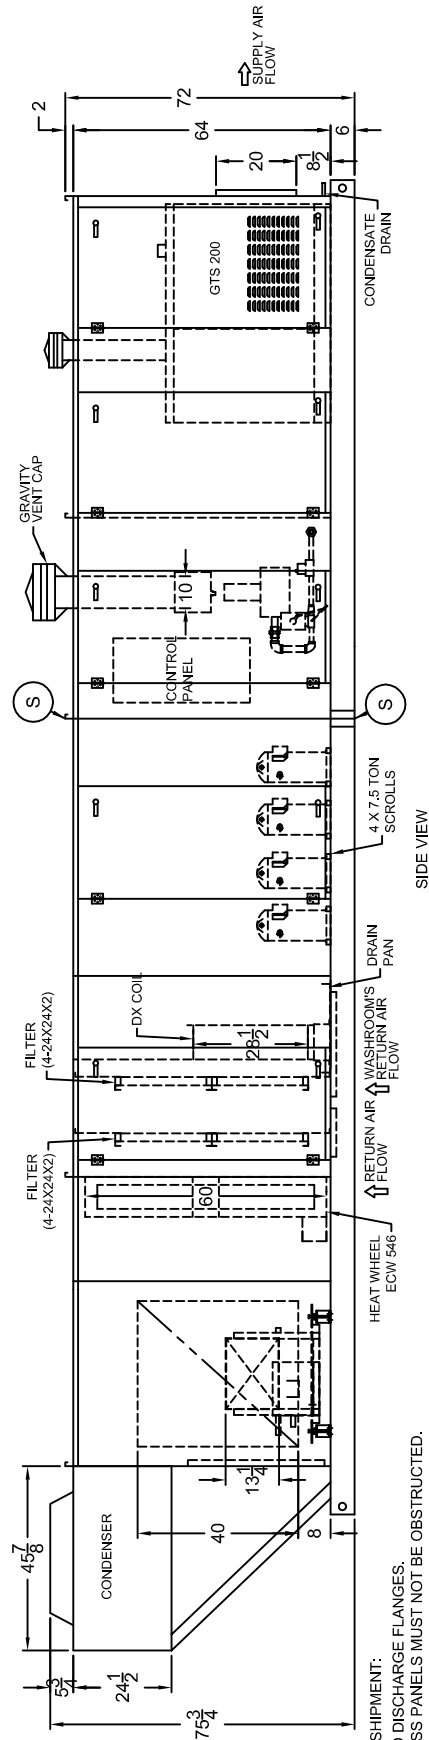 2
72
64
6
20
8 1/2
SUPPLY AIR
FLOW
CONDENSATE
DRAIN
GTS 200
GRAVITY
VENT CAP
10
CONTROL
PANEL
S
S
4 X 7.5 TON
SCROLLS
SIDE VIEW
DRAIN
PAN
DX COIL
28 1/2
FILTER
(4-24X24X2)
FILTER
(4-24X24X2)
WASHROOM'S
RETURN AIR
FLOW
RETURN AIR
FLOW
60
HEAT WHEEL
ECW 546
13 1/4
40
8
CONDENSER
45 7/8
5 3/4
24 1/2
75 3/4
SHIPMENT:
DISCHARGE FLANGES.
PANELS MUST NOT BE OBSTRUCTED.